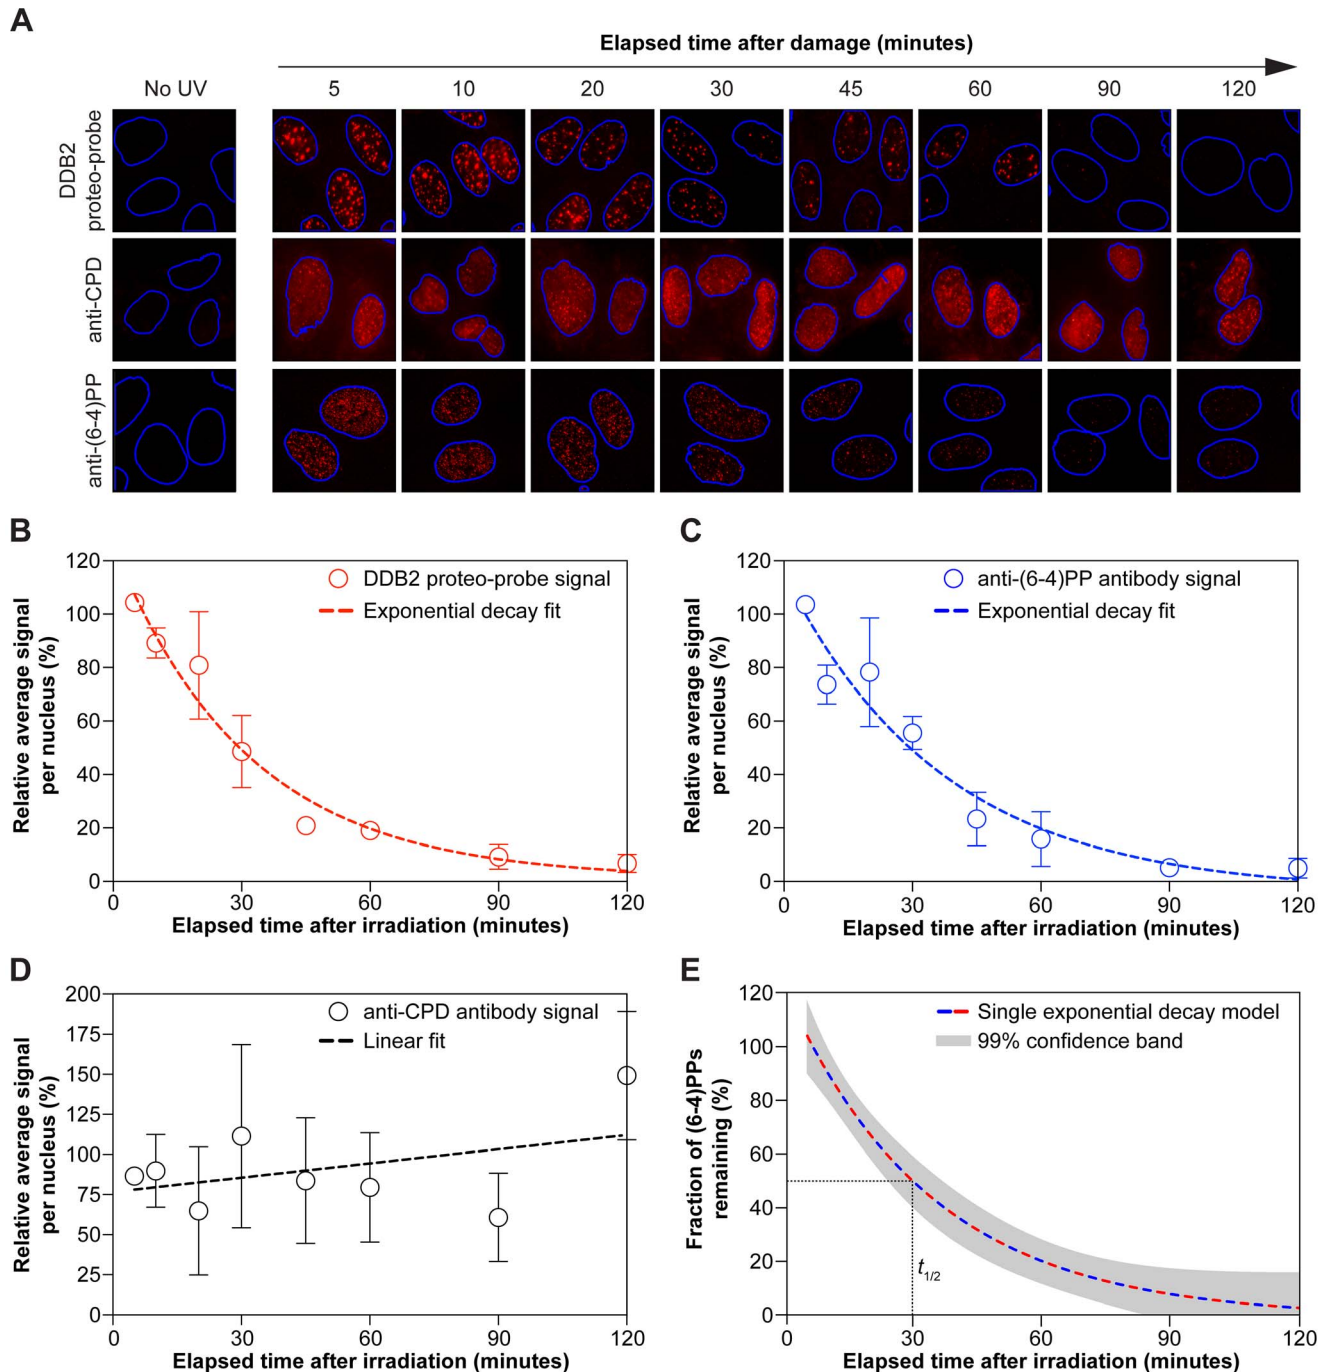 A
Elapsed time after damage (minutes)
No UV 5 10 20 30 45 60 90 120
DDB2
proteo-probe
anti-CPD
anti-(6-4)PP
B
120
100
80
60
40
20
0
Relative average signal
per nucleus (%)
DDB2 proteo-probe signal
Exponential decay fit
0 30 60 90 120
Elapsed time after irradiation (minutes)
C
120
100
80
60
40
20
0
Relative average signal
per nucleus (%)
anti-(6-4)PP antibody signal
Exponential decay fit
0 30 60 90 120
Elapsed time after irradiation (minutes)
D
200
175
150
125
100
75
50
25
0
Relative average signal
per nucleus (%)
anti-CPD antibody signal
Linear fit
0 30 60 90 120
Elapsed time after irradiation (minutes)
E
120
100
80
60
40
20
0
Fraction of (6-4)PPs
remaining (%)
Single exponential decay model
99% confidence band
t1/2
0 30 60 90 120
Elapsed time after irradiation (minutes)